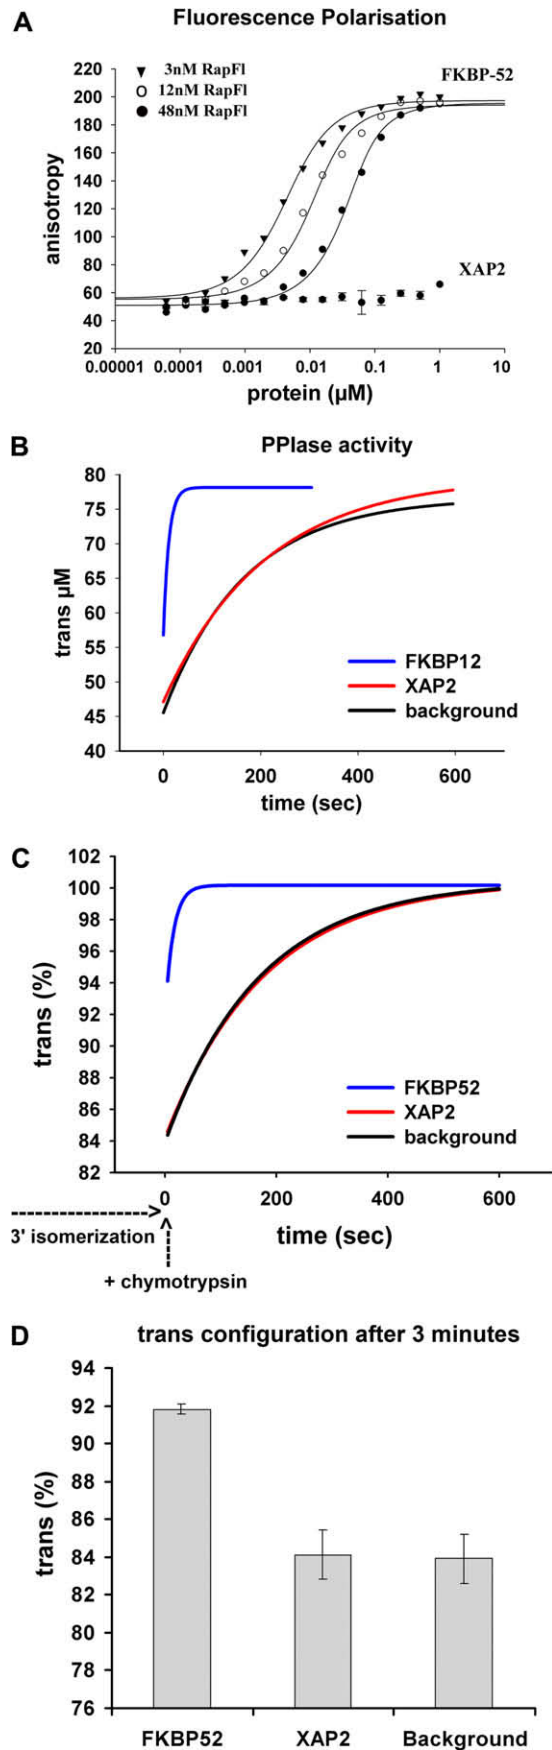 A
Fluorescence Polarisation
3nM RapFl
12nM RapFl
48nM RapFl
FKBP-52
XAP2
anisotropy
220
200
180
160
140
120
100
80
60
40
20
0.00001 0.0001 0.001 0.01 0.1 1 10
protein (µM)
B
PPIase activity
trans µM
80
75
70
65
60
55
50
45
40
FKBP12
XAP2
background
0 200 400 600
time (sec)
C
trans (%)
102
100
98
96
94
92
90
88
86
84
82
FKBP52
XAP2
background
0 200 400 600
3' isomerization
time (sec)
+ chymotrypsin
D
trans configuration after 3 minutes
trans (%)
94
92
90
88
86
84
82
80
78
76
FKBP52 XAP2 Background